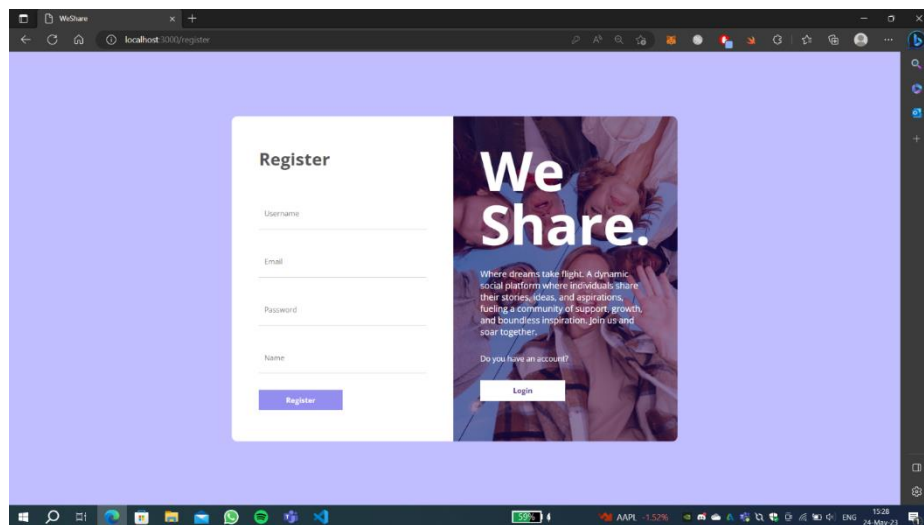 WeShare
localhost:3000/register
Register
Username
Email
Password
Name
Register
We
Share.
Where dreams take flight. A dynamic
social platform where individuals share
their stories, ideas, and aspirations,
fueling a community of support, growth,
and boundless inspiration. Join us and
soar together.
Do you have an account?
Login
59%
AAPL -1.52%
ENG
15:28
24-May-23